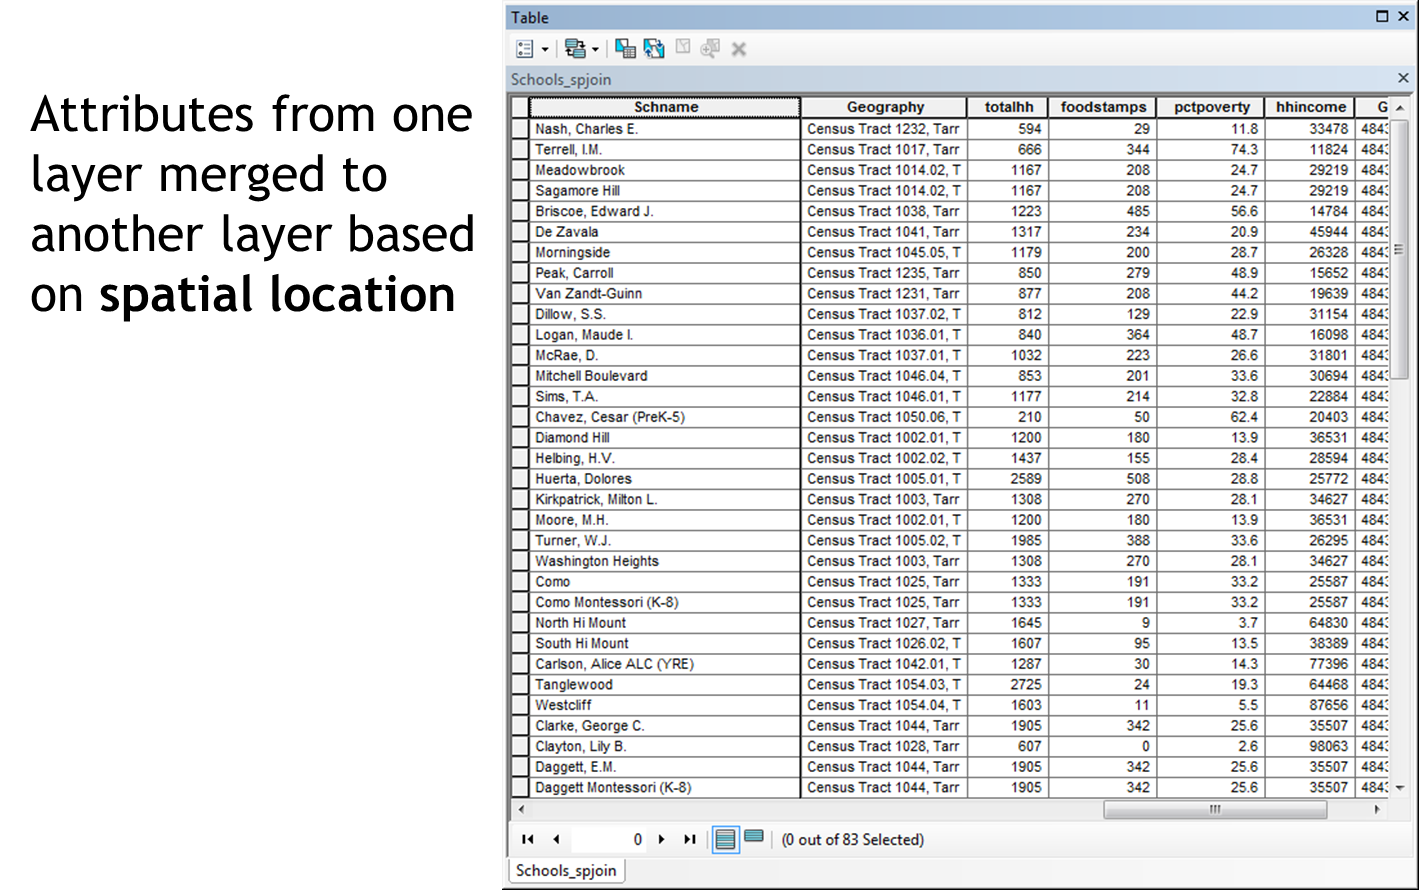 Attributes from one
layer merged to
another layer based
on spatial location
Table
Schools_spjoin
Schname Geography totalhh foodstamps pctpoverty hhincome G
Nash, Charles E. Census Tract 1232, Tarr 594 29 11.8 33478 484
Terrell, I.M. Census Tract 1017, Tarr 666 344 74.3 11824 484
Meadowbrook Census Tract 1014.02, T 1167 208 24.7 29219 484
Sagamore Hill Census Tract 1014.02, T 1167 208 24.7 29219 484
Briscoe, Edward J. Census Tract 1038, Tarr 1223 485 56.6 14784 484
De Zavala Census Tract 1041, Tarr 1317 234 20.9 45944 484
Morningside Census Tract 1045.05, T 1179 200 28.7 26328 484
Peak, Carroll Census Tract 1235, Tarr 850 279 48.9 15652 484
Van Zandt-Guinn Census Tract 1231, Tarr 877 208 44.2 19639 484
Dillow, S.S. Census Tract 1037.02, T 812 129 22.9 31154 484
Logan, Maude I. Census Tract 1036.01, T 840 364 48.7 16098 484
McRae, D. Census Tract 1037.01, T 1032 223 26.6 31801 484
Mitchell Boulevard Census Tract 1046.04, T 853 201 33.6 30694 484
Sims, T.A. Census Tract 1046.01, T 1177 214 32.8 22884 484
Chavez, Cesar (PreK-5) Census Tract 1050.06, T 210 50 62.4 20403 484
Diamond Hill Census Tract 1002.01, T 1200 180 13.9 36531 484
Helbing, H.V. Census Tract 1002.02, T 1437 155 28.4 28594 484
Huerta, Dolores Census Tract 1005.01, T 2589 508 28.8 25772 484
Kirkpatrick, Milton L. Census Tract 1003, Tarr 1308 270 28.1 34627 484
Moore, M.H. Census Tract 1002.01, T 1200 180 13.9 36531 484
Turner, W.J. Census Tract 1005.02, T 1985 388 33.6 26295 484
Washington Heights Census Tract 1003, Tarr 1308 270 28.1 34627 484
Como Census Tract 1025, Tarr 1333 191 33.2 25587 484
Como Montessori (K-8) Census Tract 1025, Tarr 1333 191 33.2 25587 484
North Hi Mount Census Tract 1027, Tarr 1645 9 3.7 64830 484
South Hi Mount Census Tract 1026.02, T 1607 95 13.5 38389 484
Carlson, Alice ALC (YRE) Census Tract 1042.01, T 1287 30 14.3 77396 484
Tanglewood Census Tract 1054.03, T 2725 24 19.3 64468 484
Westcliff Census Tract 1054.04, T 1603 11 5.5 87656 484
Clarke, George C. Census Tract 1044, Tarr 1905 342 25.6 35507 484
Clayton, Lily B. Census Tract 1028, Tarr 607 0 2.6 98063 484
Daggett, E.M. Census Tract 1044, Tarr 1905 342 25.6 35507 484
Daggett Montessori (K-8) Census Tract 1044, Tarr 1905 342 25.6 35507 484
0 (0 out of 83 Selected)
Schools_spjoin